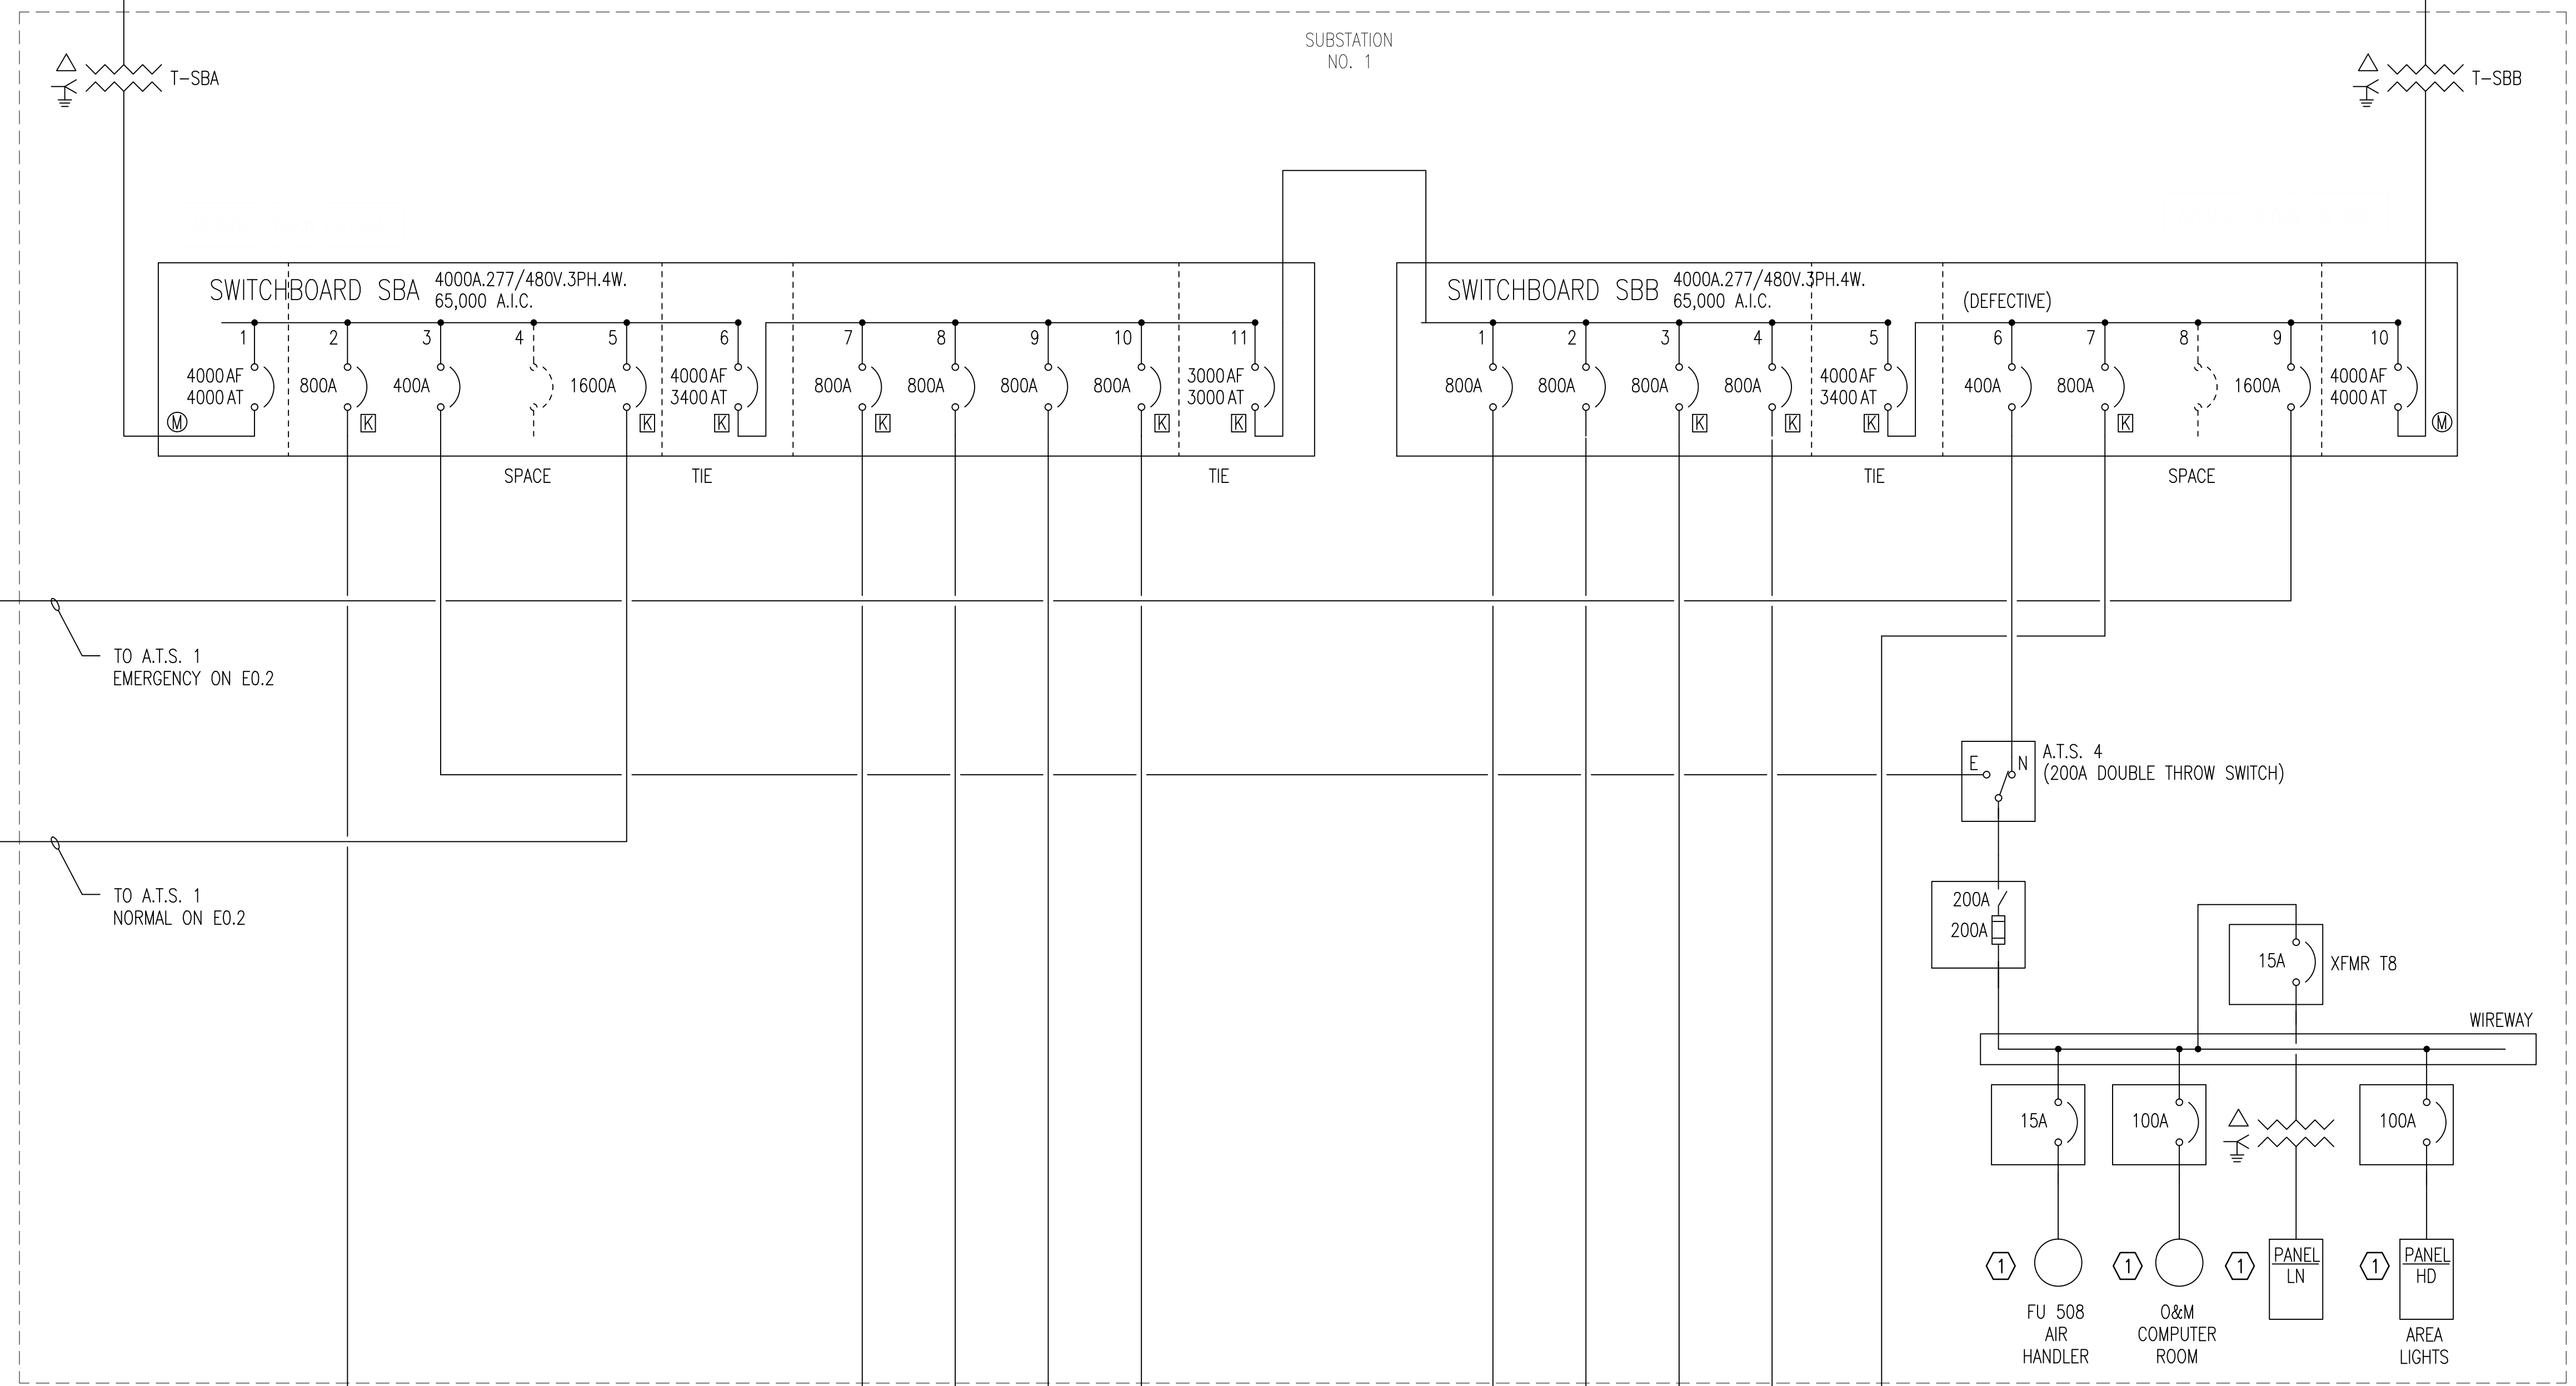 SUBSTATION
NO. 1
T-SBA
T-SBB
SWITCHBOARD SBA
4000A.277/480V.3PH.4W.
65,000 A.I.C.
1
2
3
4
5
6
7
8
9
10
11
4000AF
4000AT
800A
400A
1600A
4000AF
3400AT
800A
800A
800A
800A
3000AF
3000AT
M
K
K
K
K
K
K
SPACE
TIE
TIE
SWITCHBOARD SBB
4000A.277/480V.3PH.4W.
65,000 A.I.C.
(DEFECTIVE)
1
2
3
4
5
6
7
8
9
10
800A
800A
800A
800A
4000AF
3400AT
400A
800A
1600A
4000AF
4000AT
K
K
K
K
M
TIE
SPACE
TO A.T.S. 1
EMERGENCY ON E0.2
TO A.T.S. 1
NORMAL ON E0.2
E
N
A.T.S. 4
(200A DOUBLE THROW SWITCH)
200A
200A
15A
XFMR T8
WIREWAY
15A
100A
100A
1
1
1
PANEL
LN
1
PANEL
HD
FU 508
AIR
HANDLER
O&M
COMPUTER
ROOM
AREA
LIGHTS